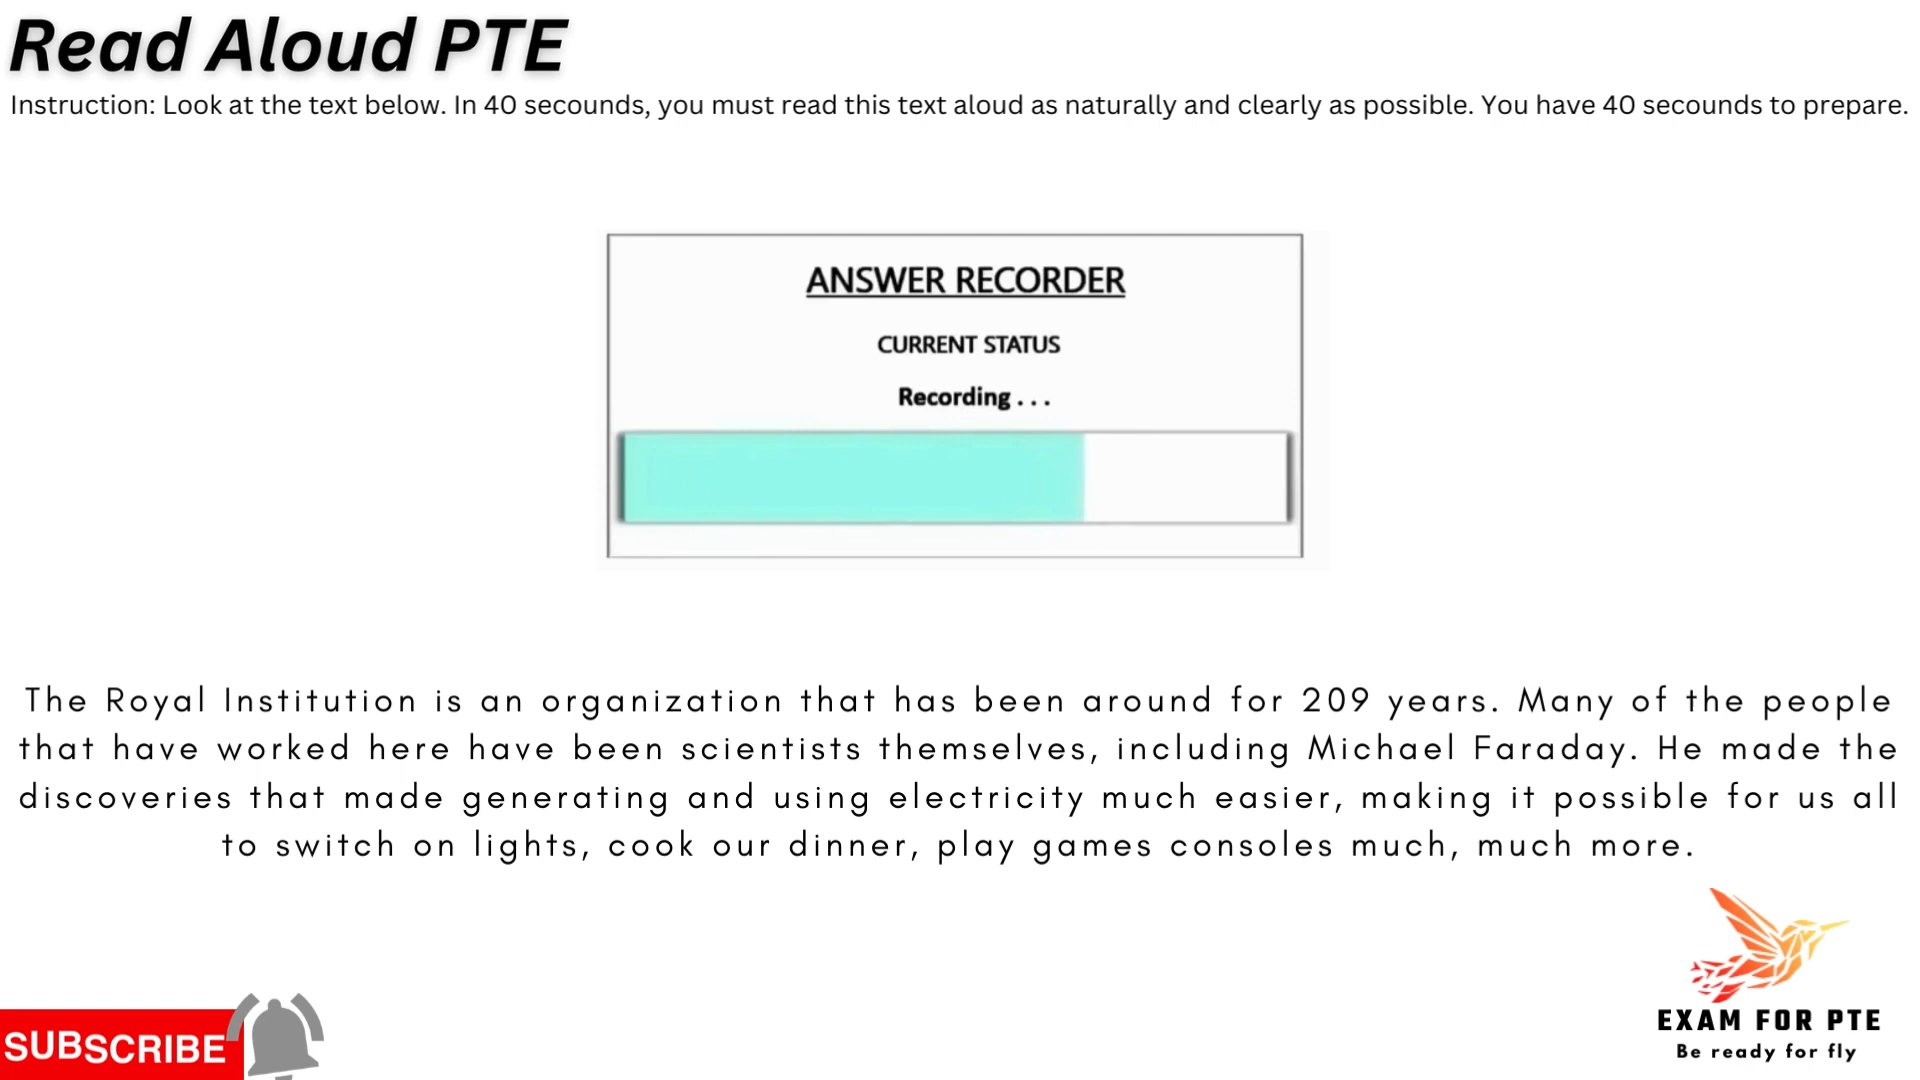 Read Aloud PTE
Instruction: Look at the text below. In 40 secounds, you must read this text aloud as naturally and clearly as possible. You have 40 secounds to prepare.
ANSWER RECORDER
CURRENT STATUS
Recording . . .
The Royal Institution is an organization that has been around for 209 years. Many of the people
that have worked here have been scientists themselves, including Michael Faraday. He made the
discoveries that made generating and using electricity much easier, making it possible for us all
to switch on lights, cook our dinner, play games consoles much, much more.
SUBSCRIBE
EXAM FOR PTE
Be ready for fly